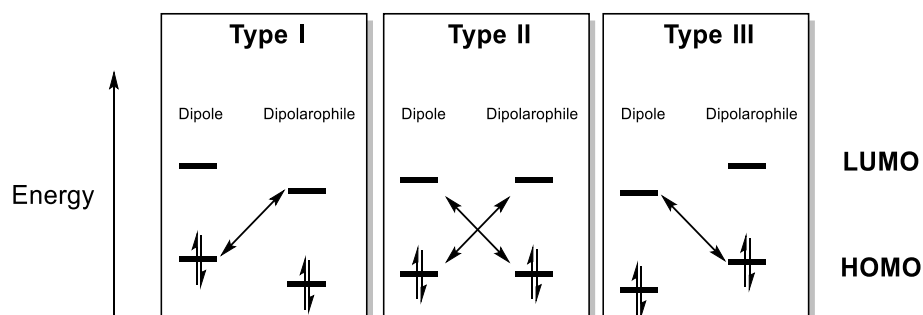 Type I
Type II
Type III
Dipole
Dipolarophile
Dipole
Dipolarophile
Dipole
Dipolarophile
LUMO
Energy
HOMO